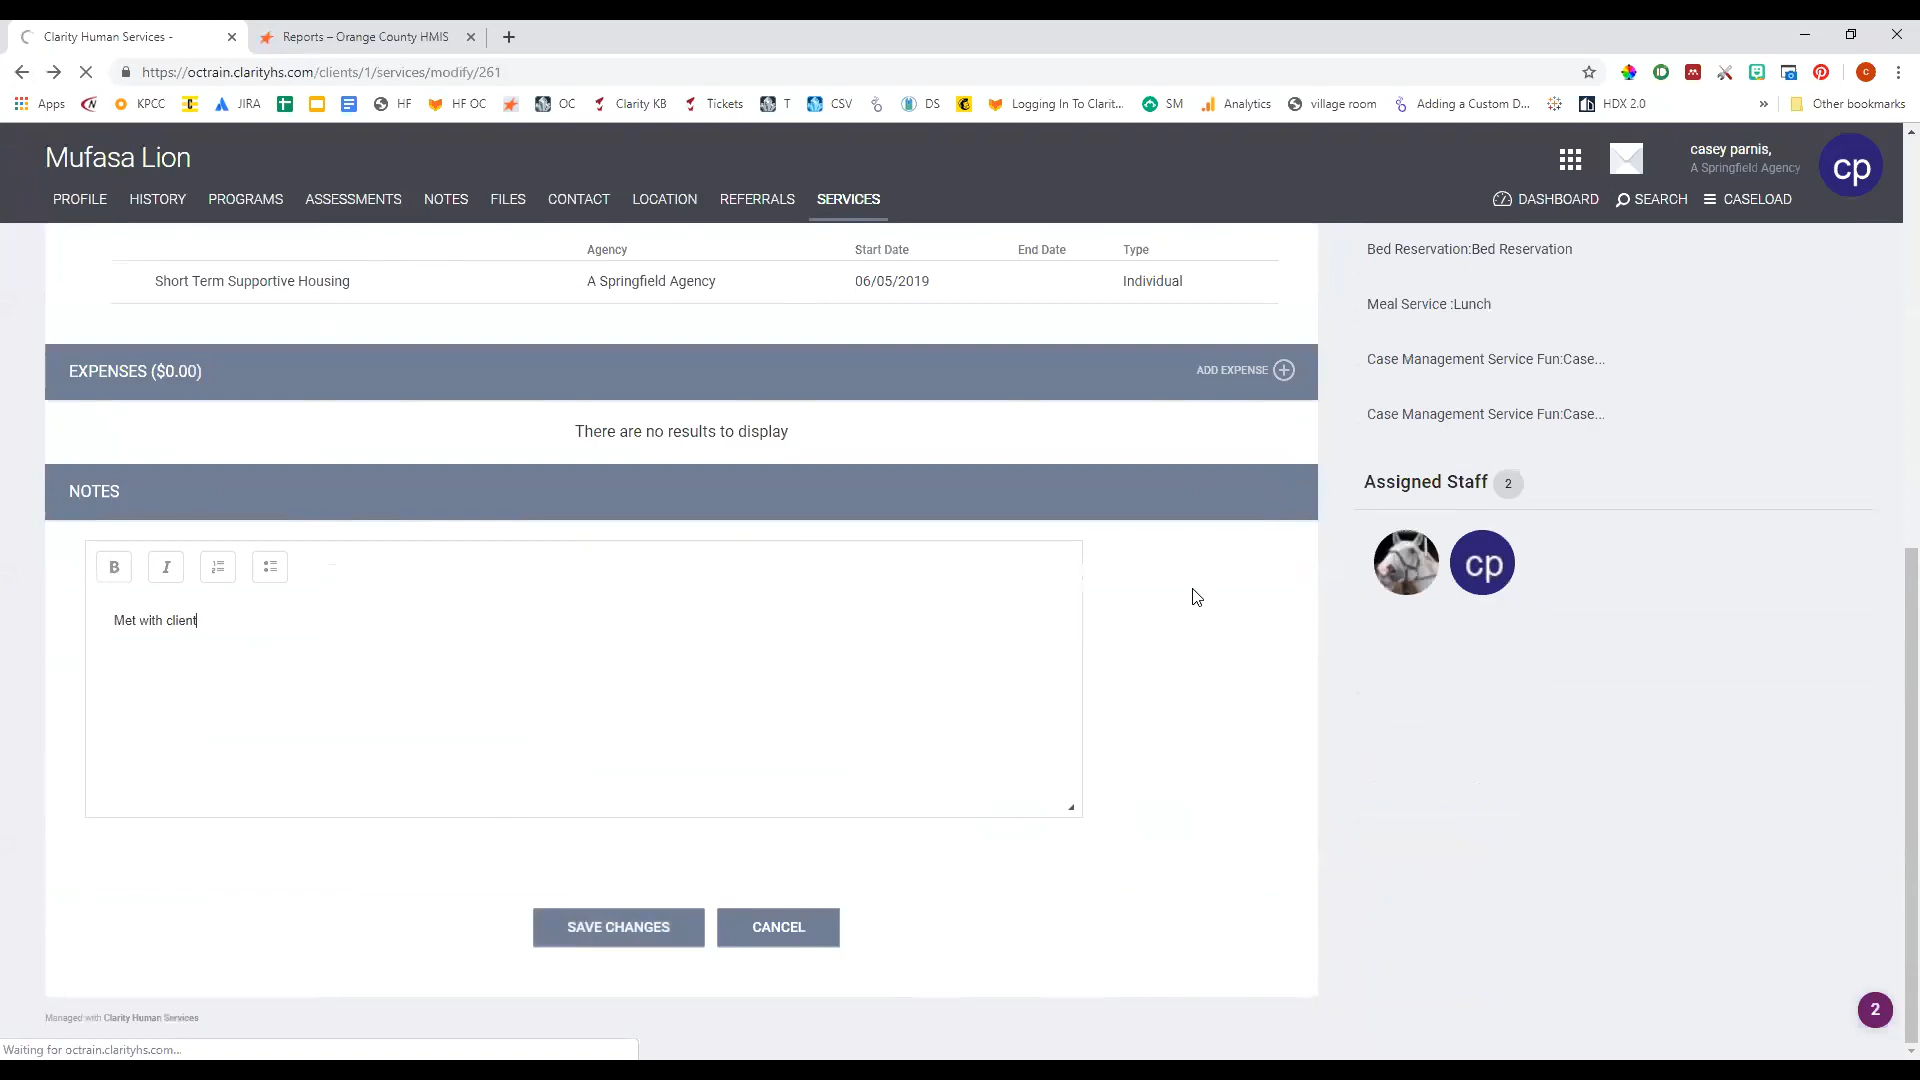 Clarity Human Services -
Reports – Orange County HMIS
https://octrain.clarityhs.com/clients/1/services/modify/261
Apps KPCC JIRA HF HF OC OC Clarity KB Tickets T CSV DS Logging In To Clarit... SM Analytics village room Adding a Custom D... HDX 2.0 » Other bookmarks
Mufasa Lion
casey parnis,
A Springfield Agency
cp
PROFILE HISTORY PROGRAMS ASSESSMENTS NOTES FILES CONTACT LOCATION REFERRALS SERVICES
DASHBOARD SEARCH CASELOAD
Agency Start Date End Date Type
Short Term Supportive Housing A Springfield Agency 06/05/2019 Individual
EXPENSES ($0.00)
ADD EXPENSE
There are no results to display
NOTES
B I
Met with client
SAVE CHANGES
CANCEL
Bed Reservation:Bed Reservation
Meal Service :Lunch
Case Management Service Fun:Case...
Case Management Service Fun:Case...
Assigned Staff 2
cp
Managed with Clarity Human Services
2
Waiting for octrain.clarityhs.com...